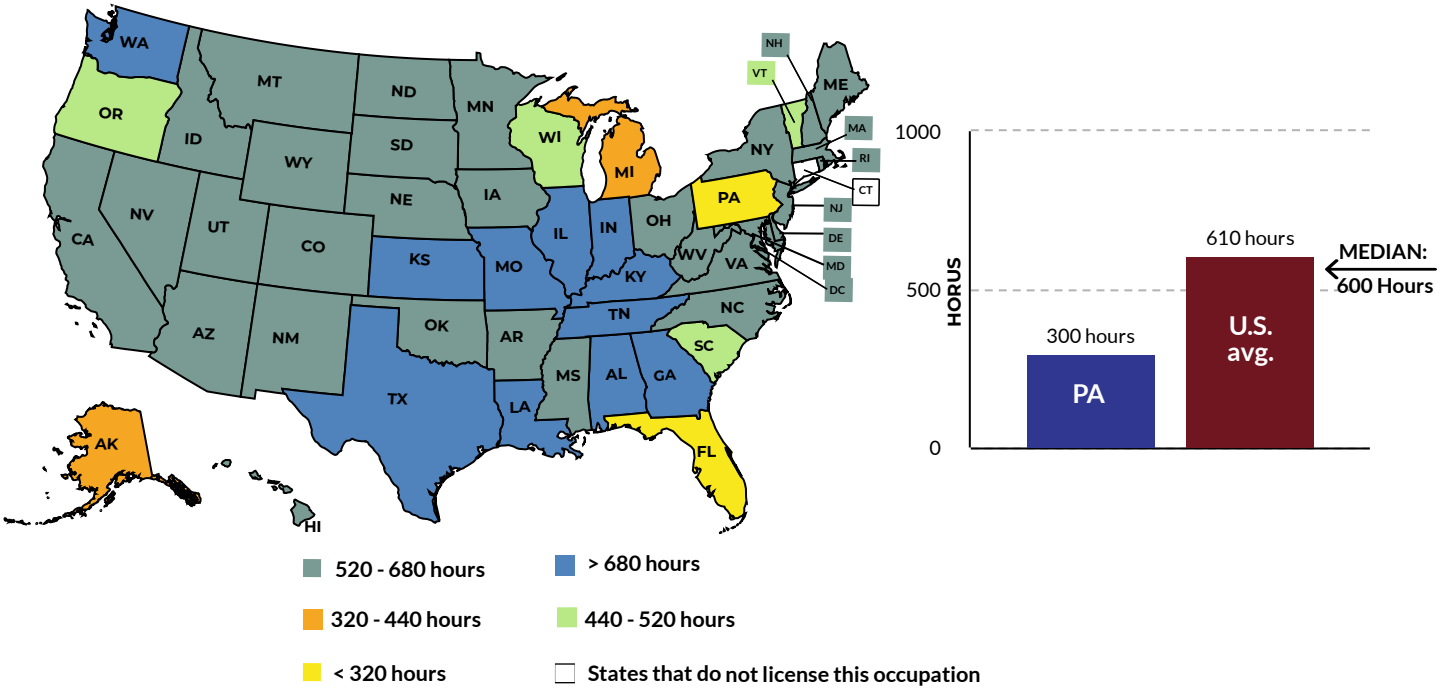 WA
OR
MT
ND
MN
WI
MI
NH
VT
ME
MA
RI
CT
NY
PA
NJ
DE
MD
DC
ID
WY
SD
NE
IA
NV
UT
CO
CA
KS
MO
IL
IN
OH
WV
VA
KY
TN
NC
SC
AZ
NM
OK
AR
MS
AL
GA
LA
TX
FL
AK
HI
520 - 680 hours
> 680 hours
320 - 440 hours
440 - 520 hours
< 320 hours
States that do not license this occupation
1000
500
0
HORUS
300 hours
PA
610 hours
U.S.
avg.
MEDIAN:
600 Hours